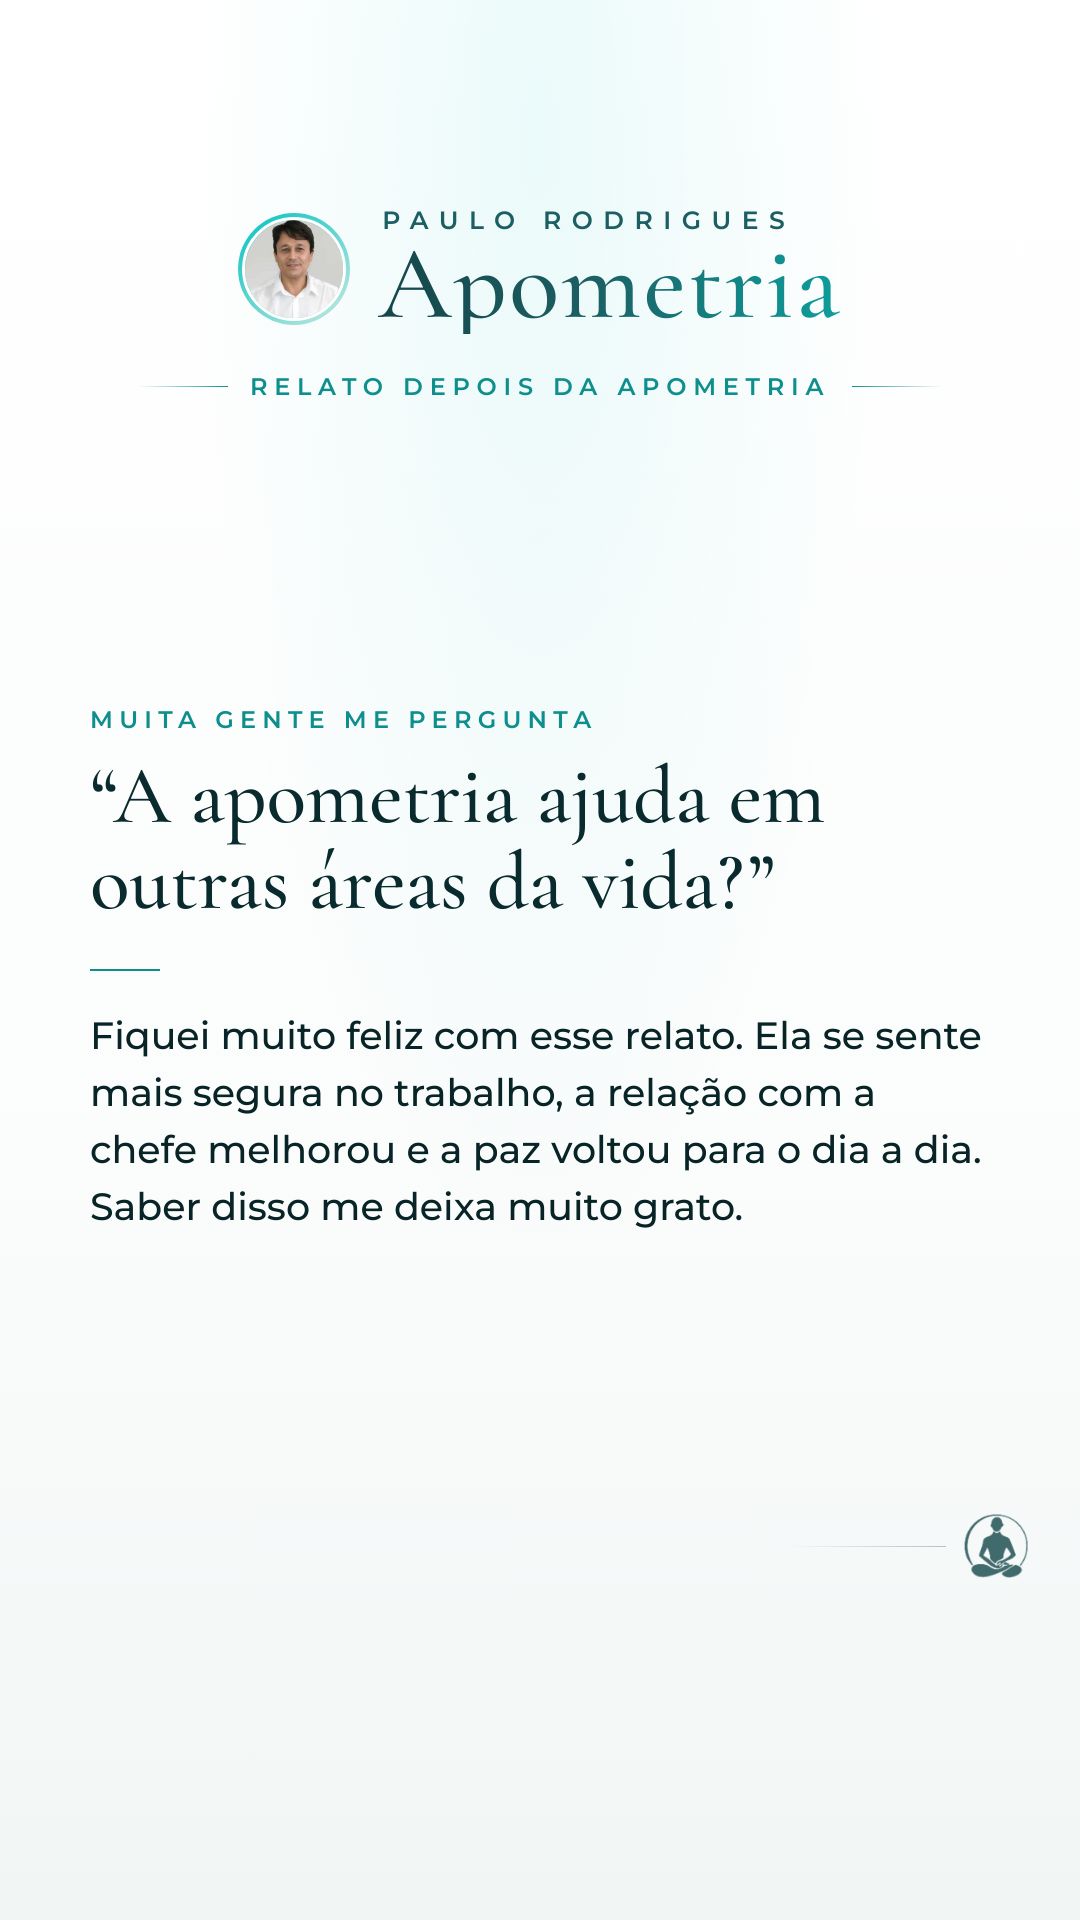 PAULO RODRIGUES
Apometria
RELATO DEPOIS DA APOMETRIA
MUITA GENTE ME PERGUNTA
“A apometria ajuda em
outras áreas da vida?”
Fiquei muito feliz com esse relato. Ela se sente
mais segura no trabalho, a relação com a
chefe melhorou e a paz voltou para o dia a dia.
Saber disso me deixa muito grato.